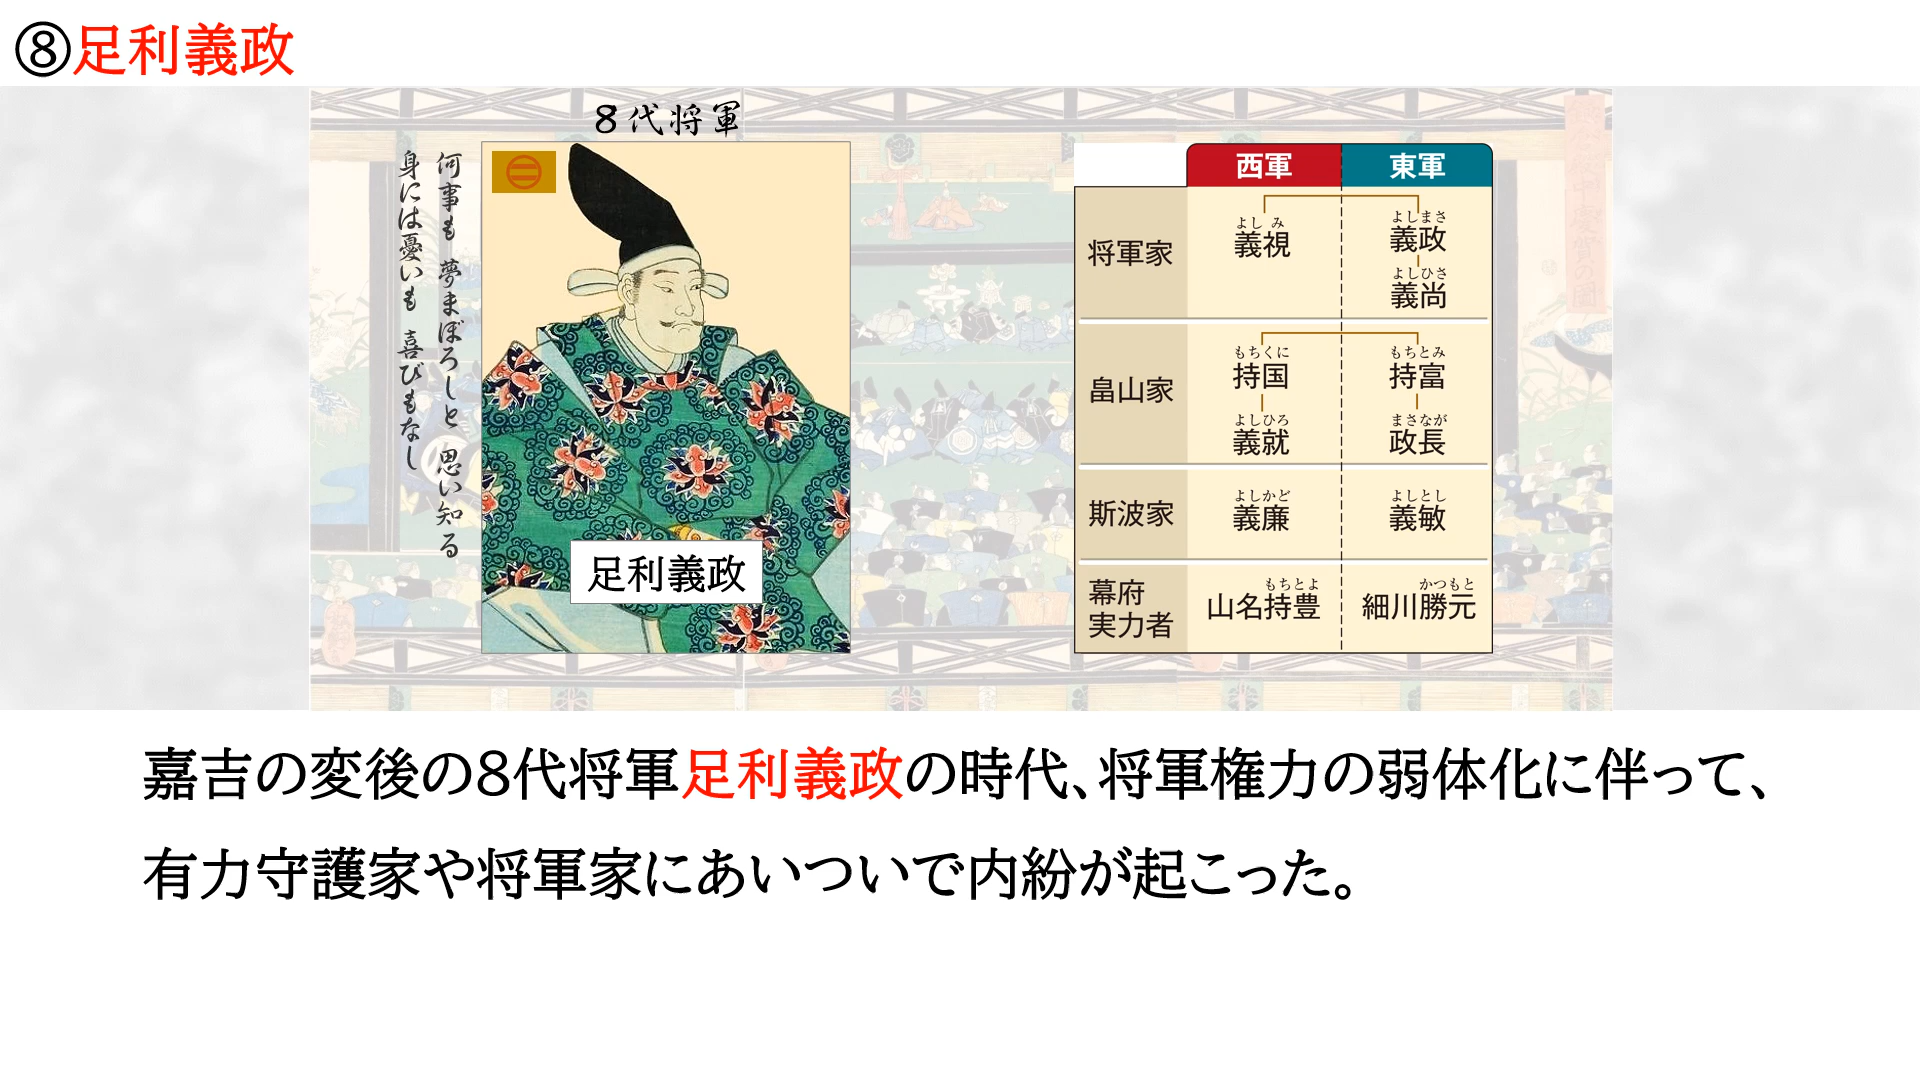 ⑧足利義政
8代将軍
何事も 夢まぼろしと 思い知る
身には憂いも 喜びもなし
足利義政
西軍 東軍
将軍家
よしみ
義視
よしまさ
義政
よしひさ
義尚
畠山家
もちくに
持国
もちとみ
持富
よしひろ
義就
まさなが
政長
斯波家
よしかど
義廉
よしとし
義敏
幕府
実力者
もちとよ
山名持豊
かつもと
細川勝元
嘉吉の変後の8代将軍足利義政の時代、将軍権力の弱体化に伴って、
有力守護家や将軍家にあいついで内紛が起こった。